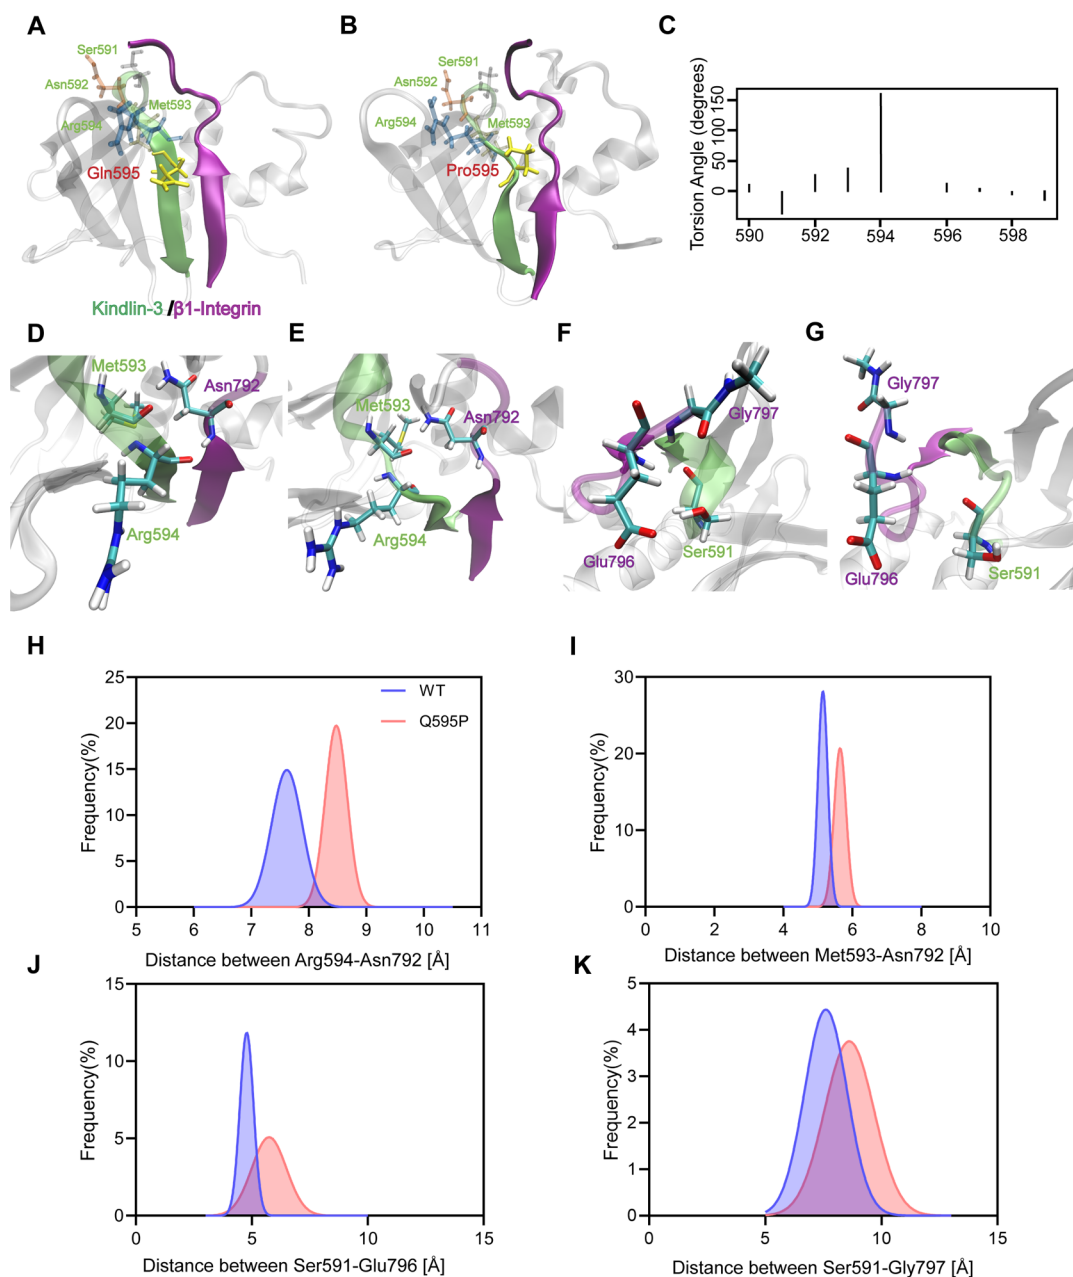 A
Ser591
Asn592
Met593
Arg594
Gln595
Kindlin-3 /β1-Integrin
B
Ser591
Asn592
Arg594
Met593
Pro595
C
Torsion Angle (degrees)
150
100
50
0
590 592 594 596 598
D
Met593
Asn792
Arg594
E
Met593
Asn792
Arg594
F
Gly797
Glu796
Ser591
G
Gly797
Glu796
Ser591
H
WT
Q595P
Frequency(%)
25
20
15
10
5
0
5 6 7 8 9 10 11
Distance between Arg594-Asn792 [Å]
I
Frequency(%)
30
20
10
0
0 2 4 6 8 10
Distance between Met593-Asn792 [Å]
J
Frequency(%)
15
10
5
0
0 5 10 15
Distance between Ser591-Glu796 [Å]
K
Frequency(%)
5
4
3
2
1
0
0 5 10 15
Distance between Ser591-Gly797 [Å]